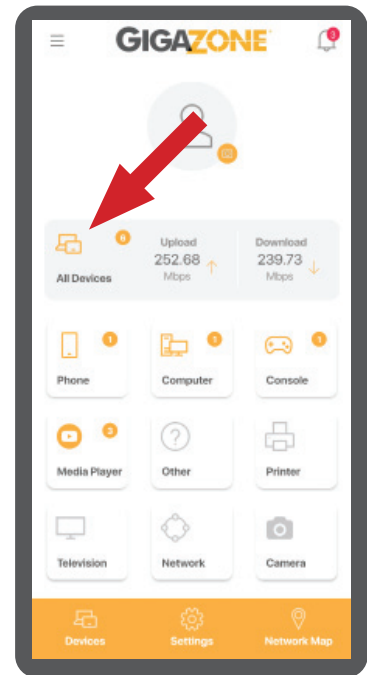 GIGAZONE
3
6
Upload
Download
252.68
239.73
Mbps
Mbps
All Devices
1
1
1
Phone
Computer
Console
3
Media Player
Other
Printer
Television
Network
Camera
Devices
Settings
Network Map